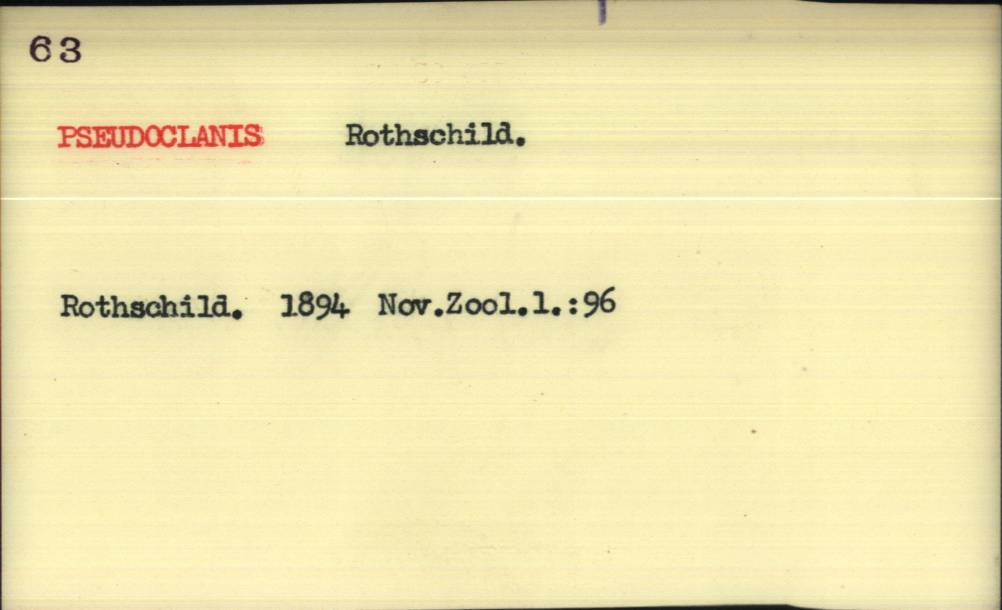 63
PSEUDOCLANIS Rothschild.
Rothschild. 1894 Nov.Zool.1.:96